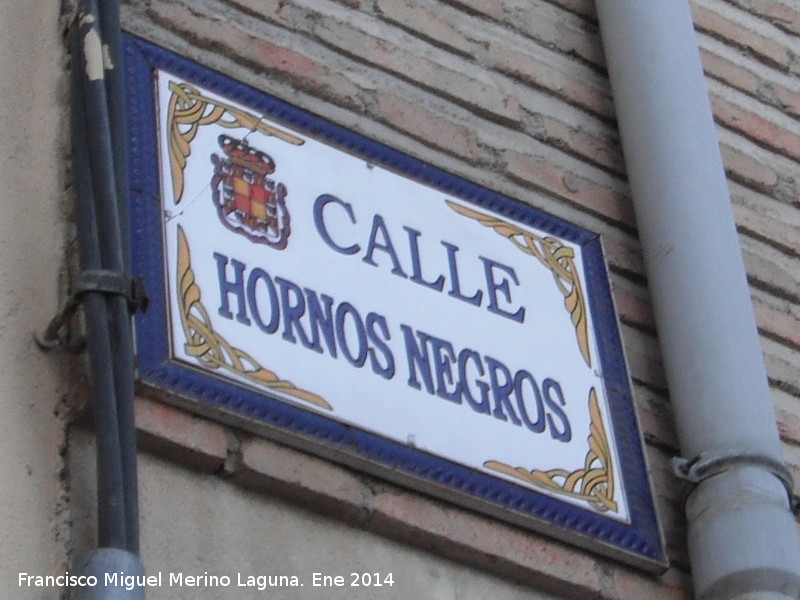 CALLE
HORNOS NEGROS
Francisco Miguel Merino Laguna. Ene 2014